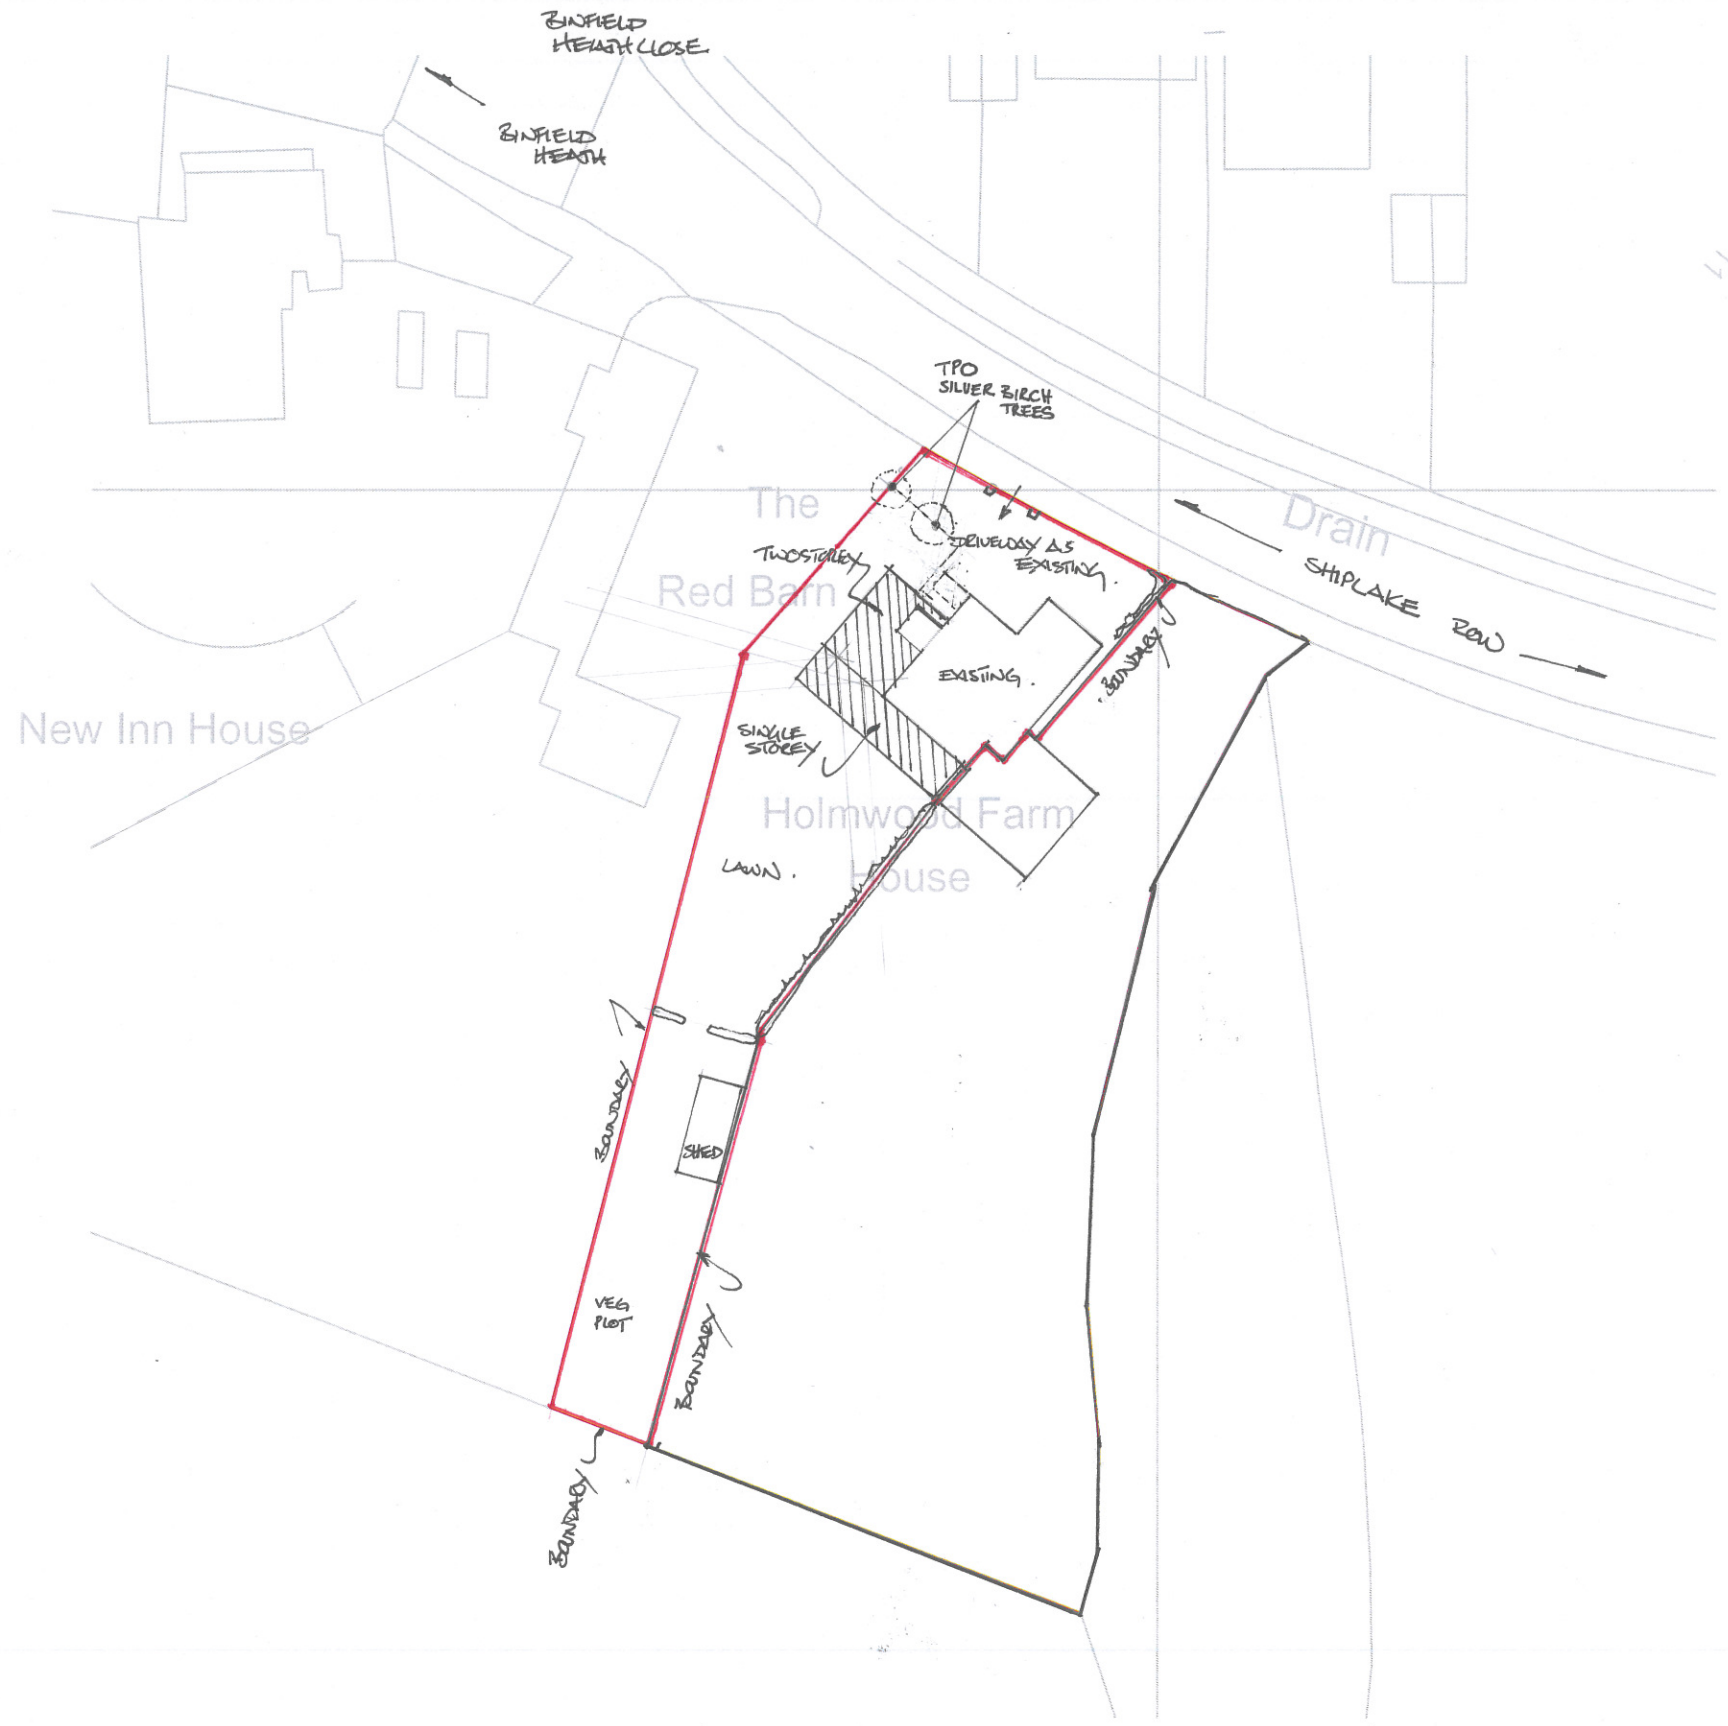 BINFIELD
HEATH CLOSE
BINFIELD
HEATH
TPO
SILVER BIRCH
TREES
The
Red Barn
Drain
TWO STOREY
DRIVEWAY AS
EXISTING.
SHIPLAKE ROW
BOUNDARY
EXISTING.
New Inn House
SINGLE
STOREY
Holmwood Farm
House
LAWN.
BOUNDARY
SHED
VEG
PLOT
BOUNDARY
BOUNDARY